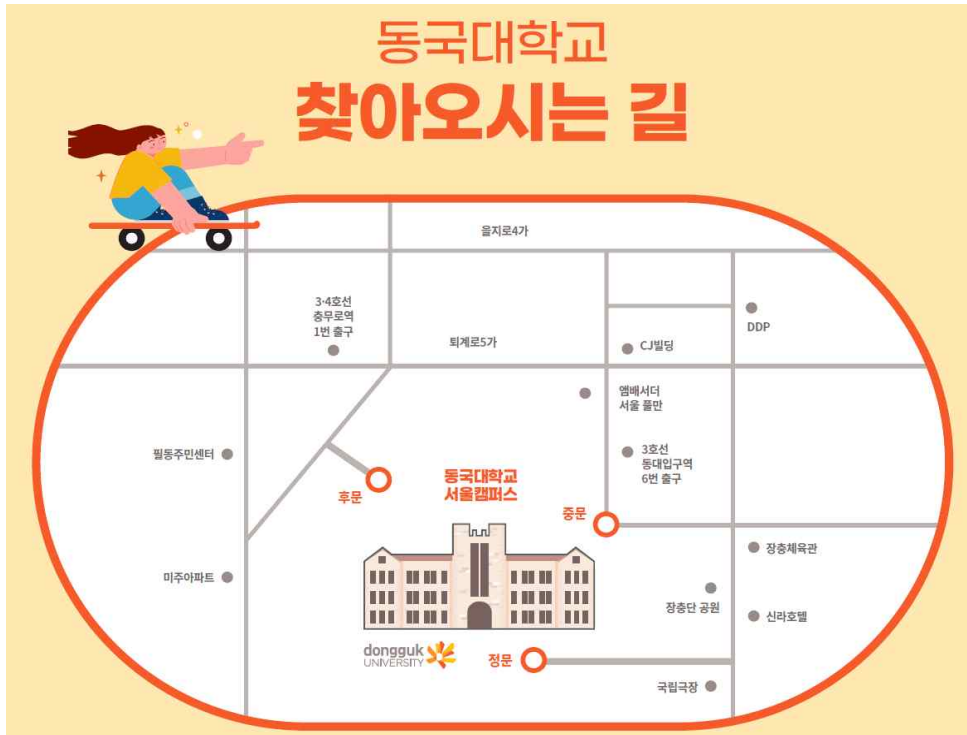 동국대학교
찾아오시는 길
을지로4가
3·4호선
충무로역
1번 출구
퇴계로5가
CJ빌딩
DDP
앰배서더
서울 풀만
필동주민센터
3호선
동대입구역
6번 출구
후문
동국대학교
서울캠퍼스
중문
장충체육관
미주아파트
장충단 공원
신라호텔
dongguk
UNIVERSITY
정문
국립극장